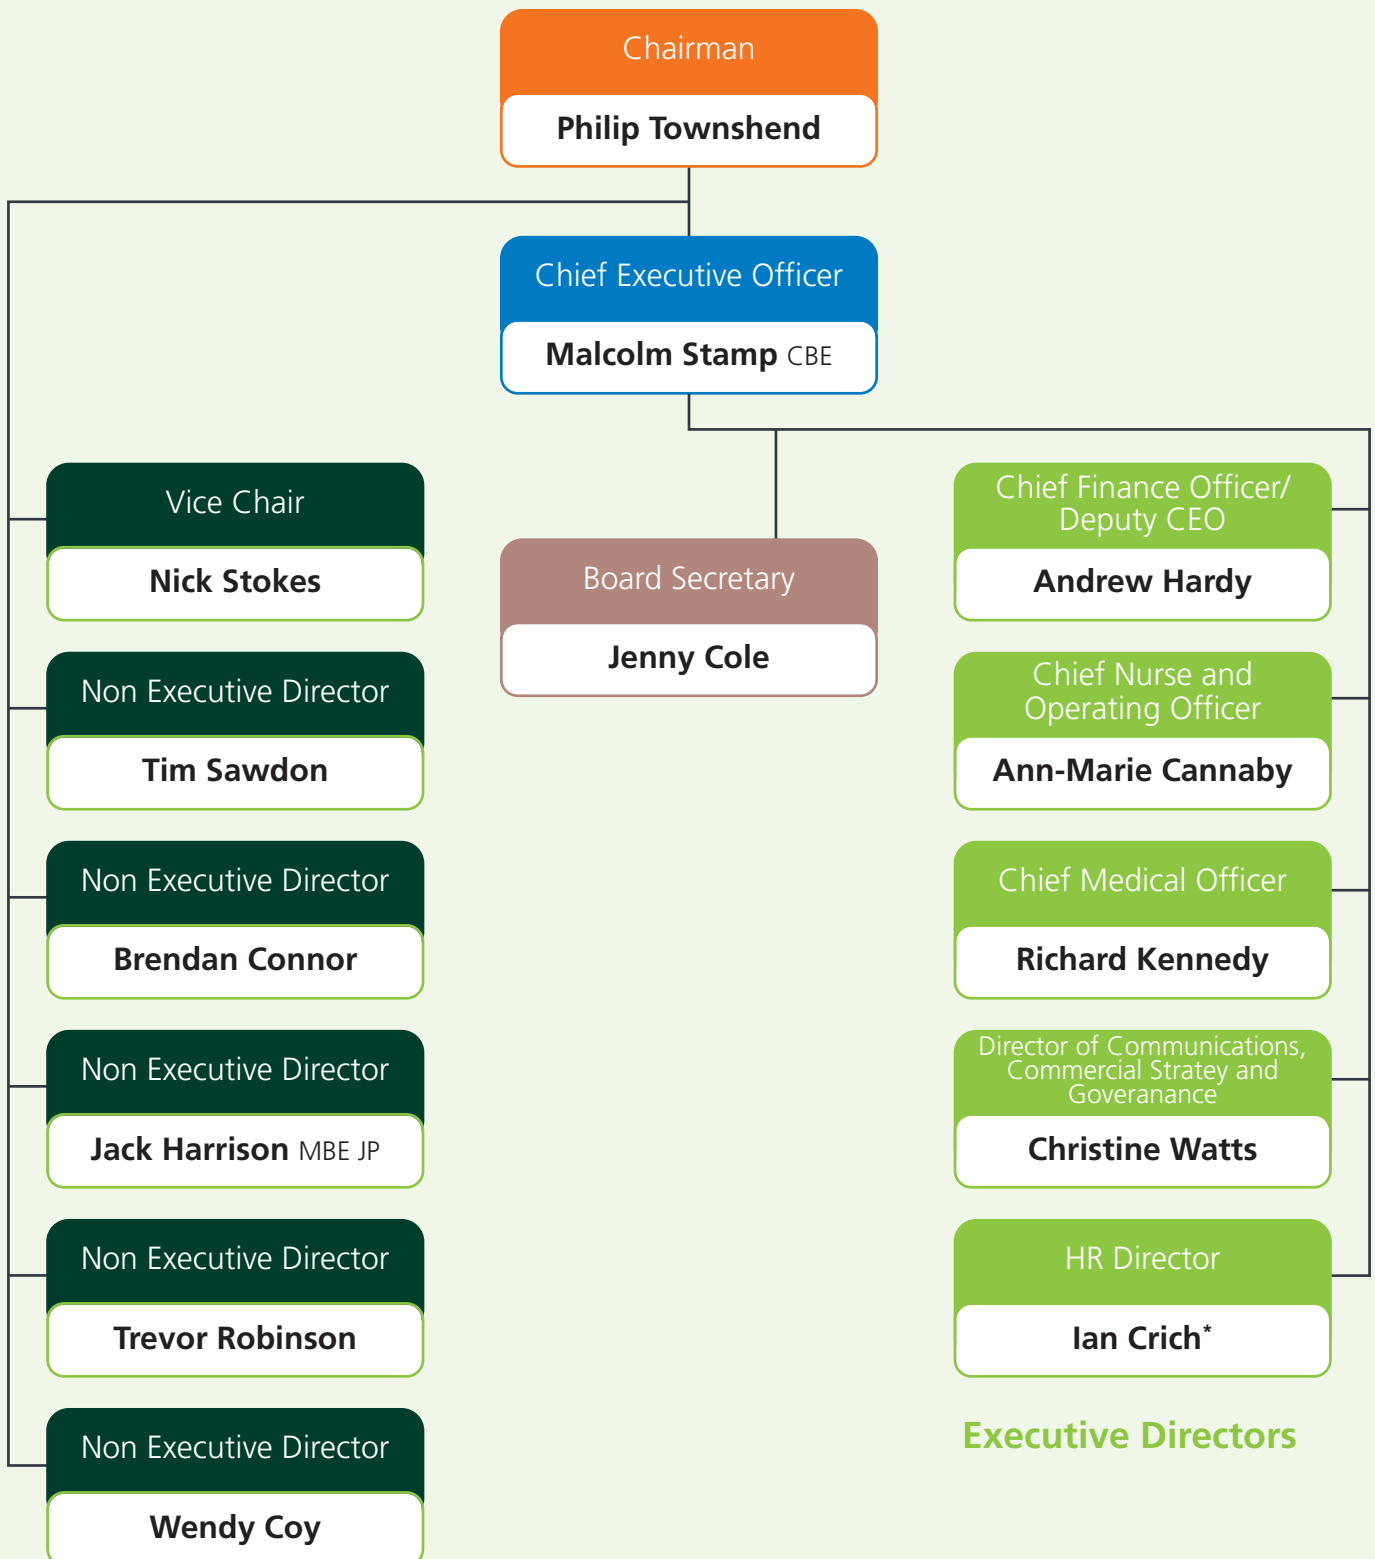 Chairman
Philip Townshend
Chief Executive Officer
Malcolm Stamp CBE
Vice Chair
Nick Stokes
Non Executive Director
Tim Sawdon
Non Executive Director
Brendan Connor
Non Executive Director
Jack Harrison MBE JP
Non Executive Director
Trevor Robinson
Non Executive Director
Wendy Coy
Board Secretary
Jenny Cole
Chief Finance Officer/
Deputy CEO
Andrew Hardy
Chief Nurse and
Operating Officer
Ann-Marie Cannaby
Chief Medical Officer
Richard Kennedy
Director of Communications,
Commercial Stratey and
Goveranance
Christine Watts
HR Director
Ian Crich*
Executive Directors